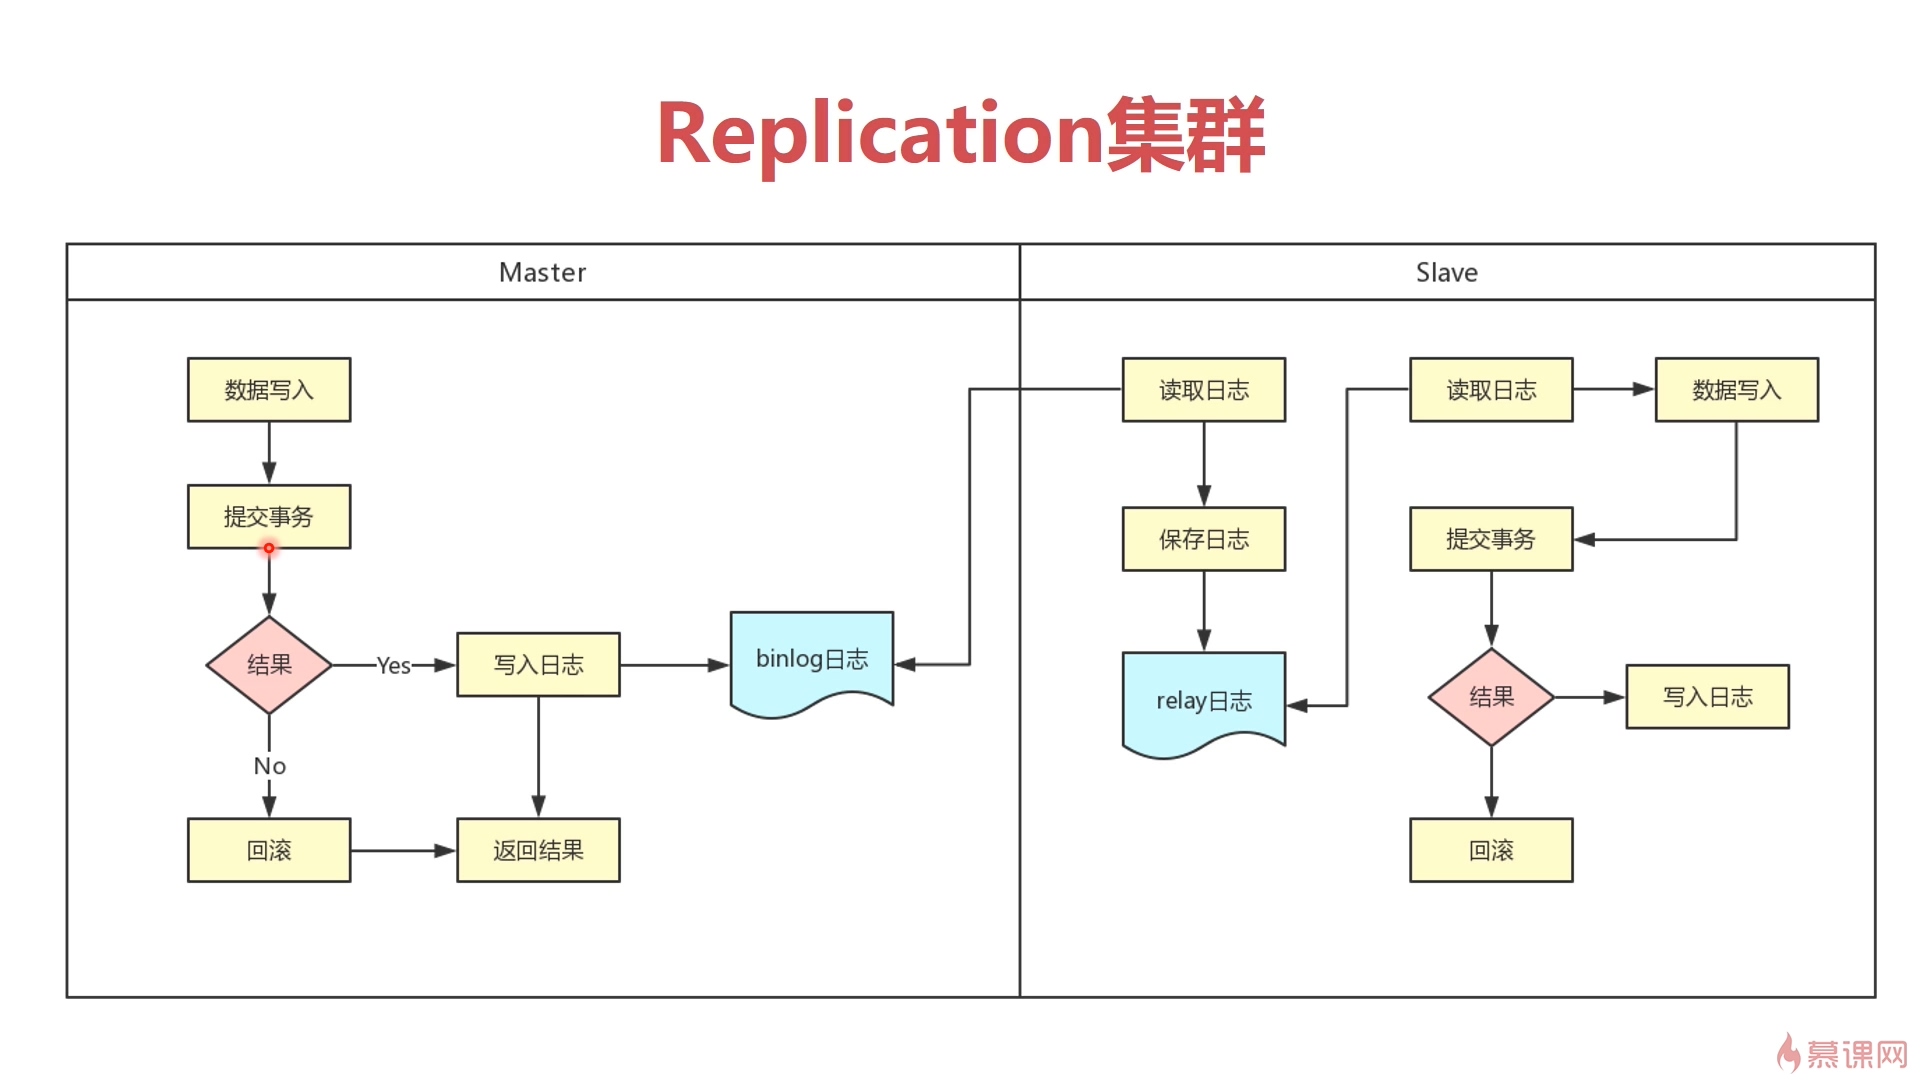 Replication集群
Master
Slave
数据写入
提交事务
结果
Yes
写入日志
binlog日志
No
回滚
返回结果
读取日志
保存日志
relay日志
读取日志
数据写入
提交事务
结果
写入日志
回滚
慕课网